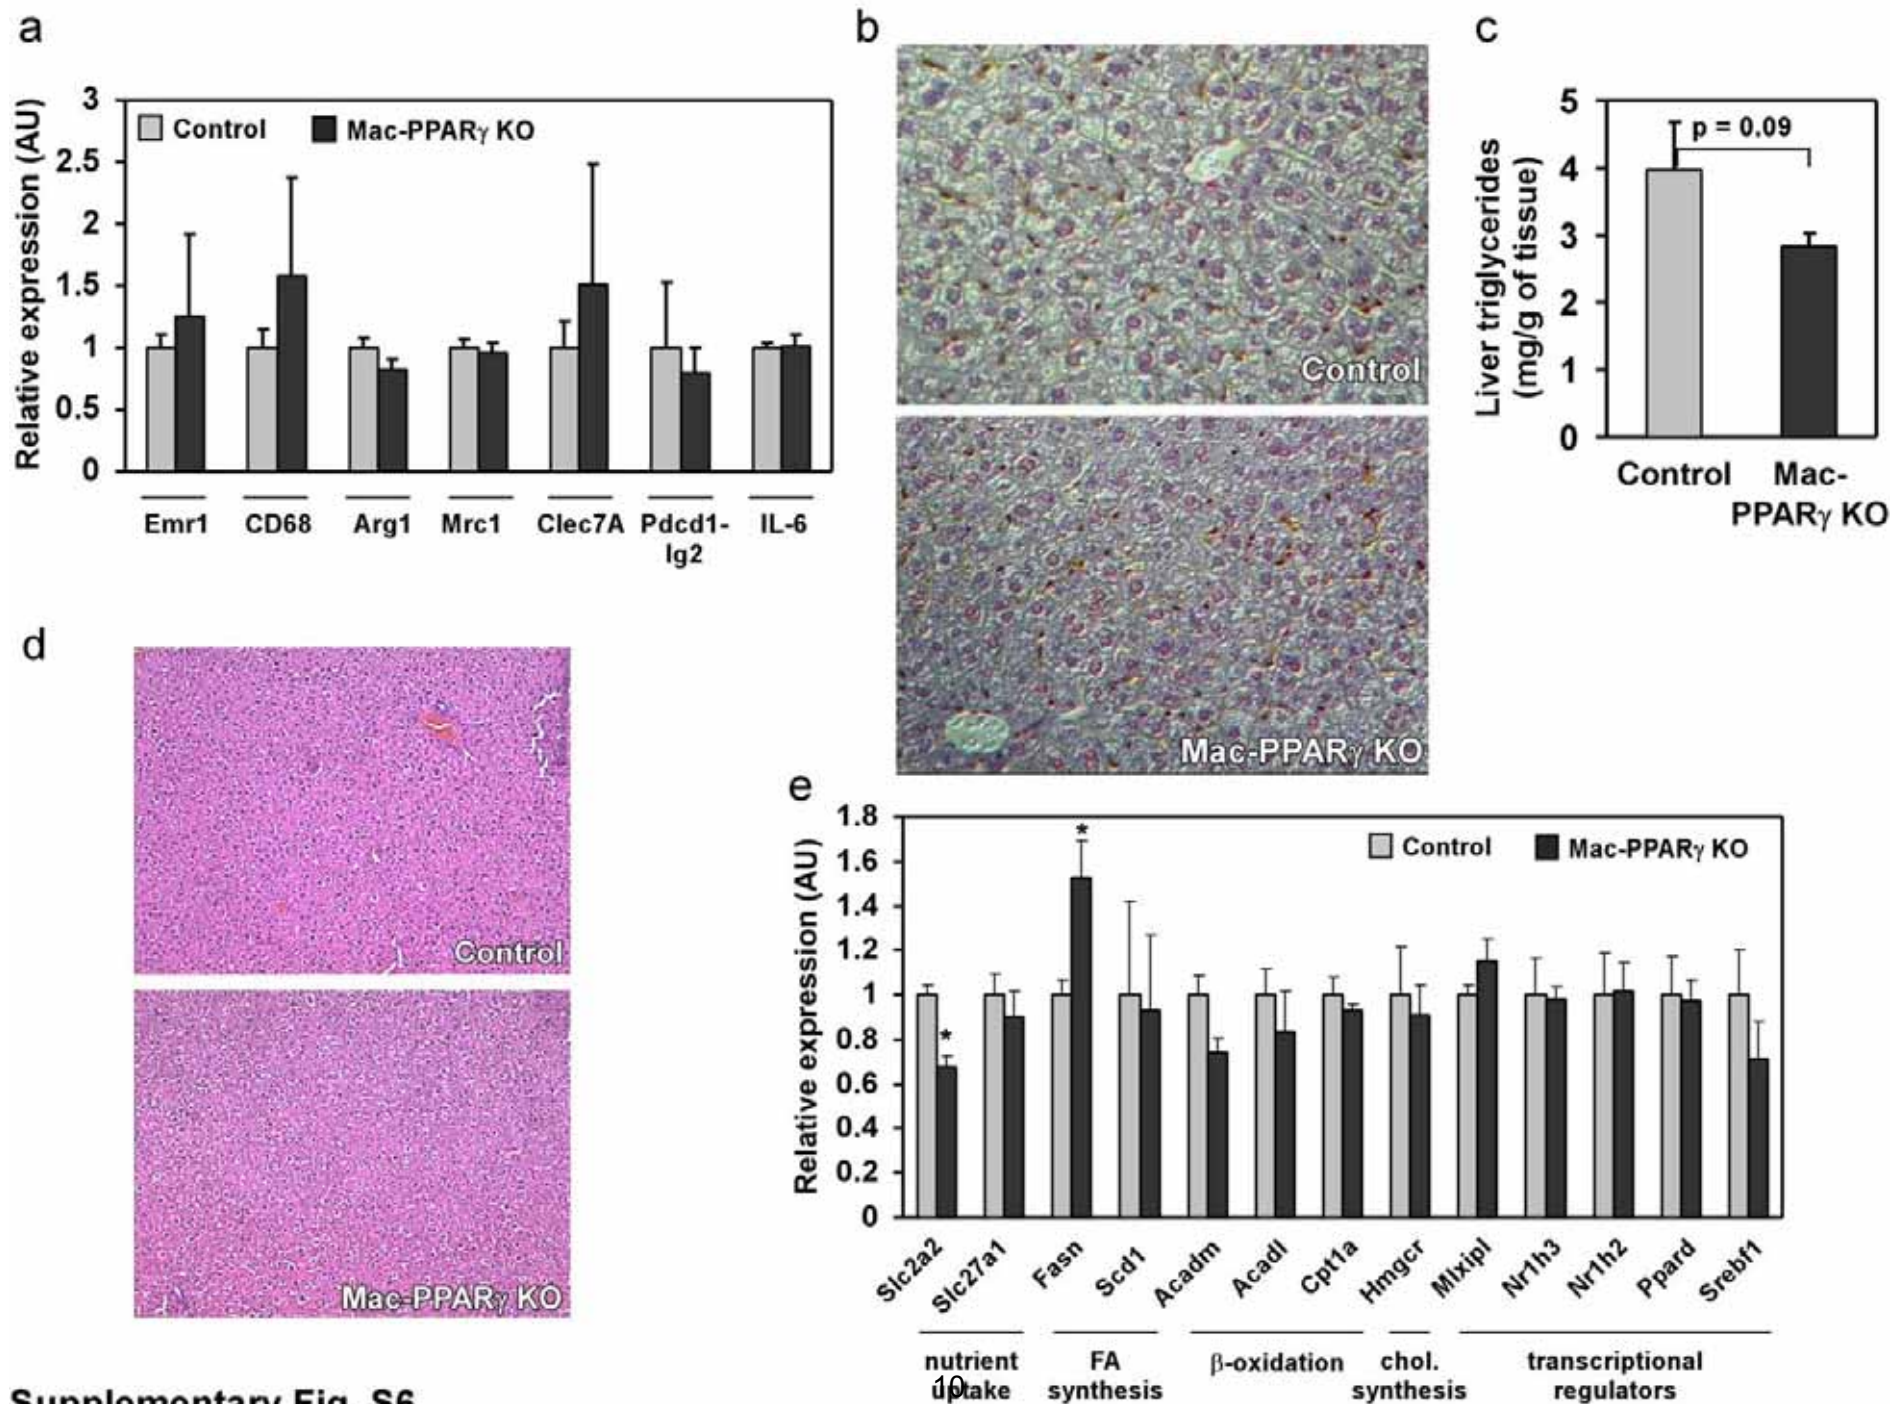 a
Relative expression (AU)
3
2.5
2
1.5
1
0.5
0
Control
Mac-PPARγ KO
Emr1
CD68
Arg1
Mrc1
Clec7A
Pdcd1-
lg2
IL-6
b
Control
Mac-PPARγ KO
c
Liver triglycerides
(mg/g of tissue)
5
4
3
2
1
0
p = 0.09
Control
Mac-
PPARγ KO
d
Control
Mac-PPARγ KO
e
Relative expression (AU)
1.8
1.6
1.4
1.2
1
0.8
0.6
0.4
0.2
0
Control
Mac-PPARγ KO
*
*
Slc2a2
Slc27a1
Fasn
Scd1
Acadm
Acadl
Cpt1a
Hmgcr
Mlxipl
Nr1h3
Nr1h2
Ppard
Srebf1
nutrient
uptake
FA
synthesis
β-oxidation
chol.
synthesis
transcriptional
regulators
10
Supplementary Fig. S6